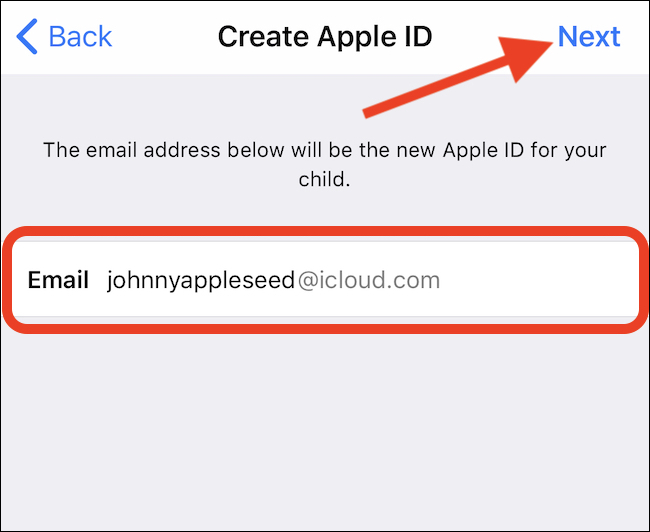 Back Create Apple ID Next
The email address below will be the new Apple ID for your
child.
Email johnnyappleseed@icloud.com